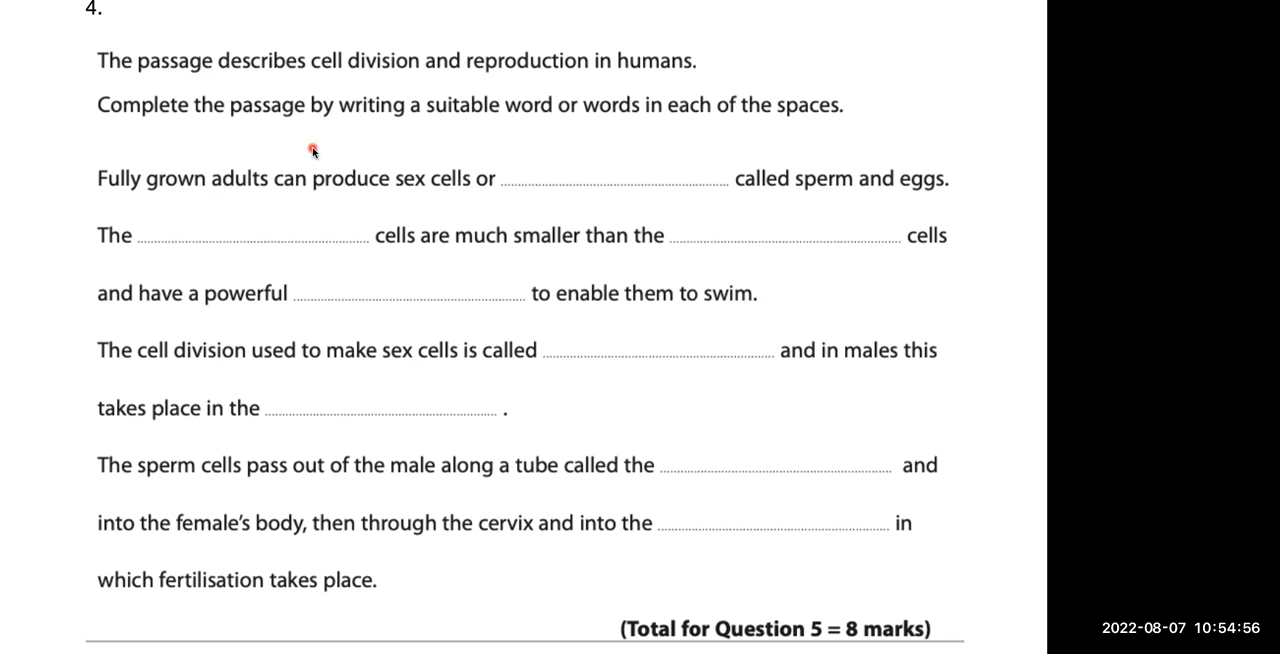 4.
The passage describes cell division and reproduction in humans.
Complete the passage by writing a suitable word or words in each of the spaces.
Fully grown adults can produce sex cells or ........................ called sperm and eggs.
The ........................ cells are much smaller than the ........................ cells
and have a powerful ........................ to enable them to swim.
The cell division used to make sex cells is called ........................ and in males this
takes place in the ........................ .
The sperm cells pass out of the male along a tube called the ........................ and
into the female's body, then through the cervix and into the ........................ in
which fertilisation takes place.
(Total for Question 5 = 8 marks)
2022-08-07 10:54:56